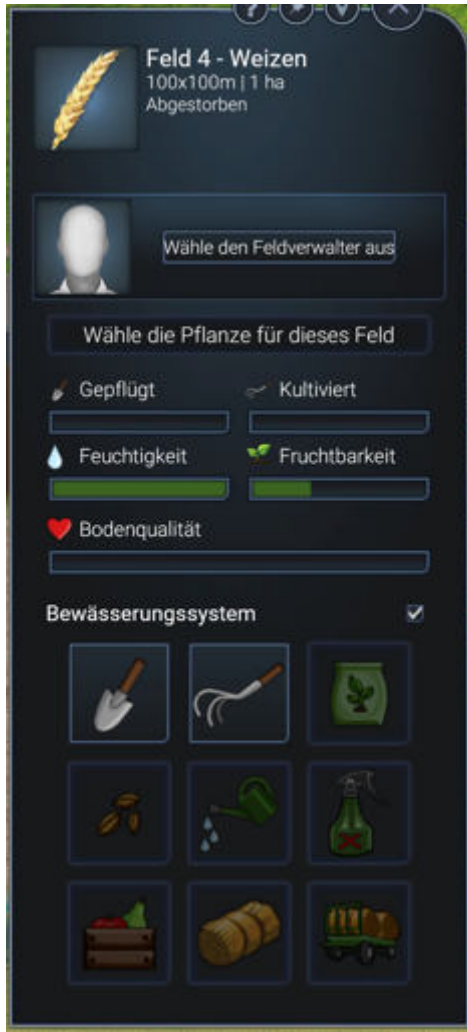 Feld 4 - Weizen
100x100m | 1 ha
Abgestorben
Wähle den Feldverwalter aus
Wähle die Pflanze für dieses Feld
Gepflügt
Kultiviert
Feuchtigkeit
Fruchtbarkeit
Bodenqualität
Bewässerungssystem